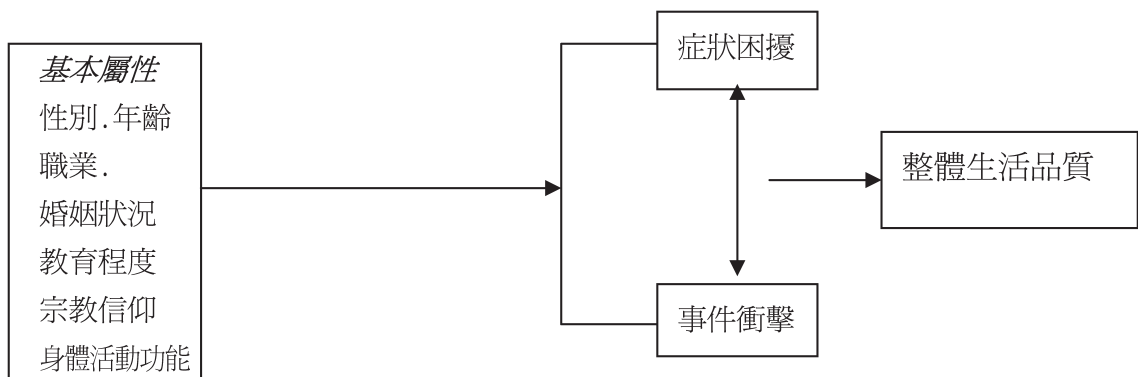 基本屬性
性別.年齡
職業.
婚姻狀況
教育程度
宗教信仰
身體活動功能
症狀困擾
事件衝擊
整體生活品質